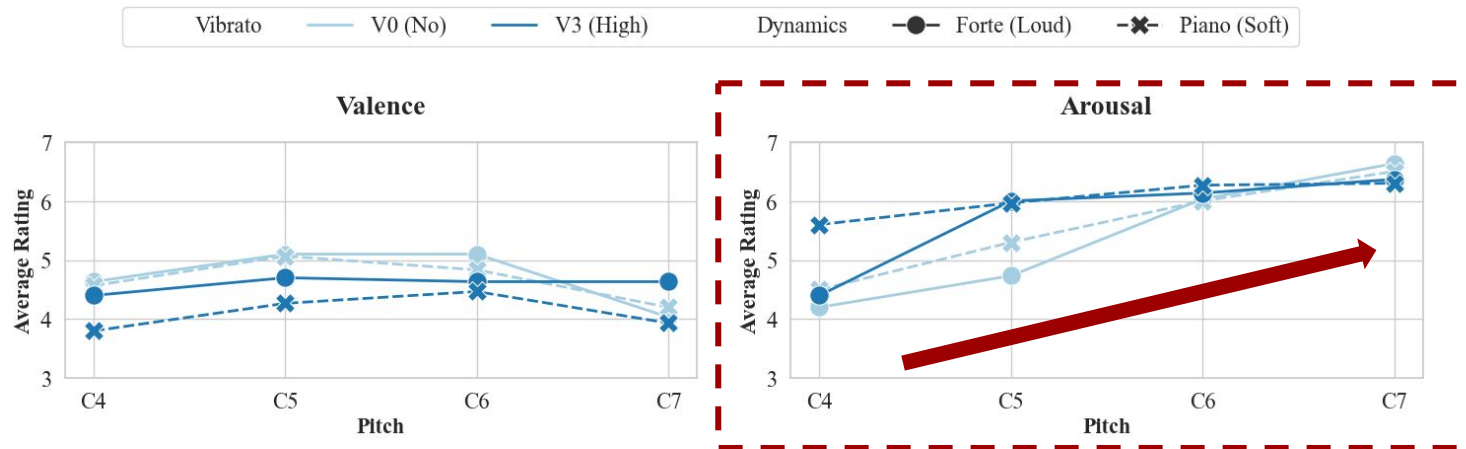 Vibrato V0 (No) V3 (High) Dynamics Forte (Loud) Piano (Soft)
Valence
7
6
5
4
3
Average Rating
C4 C5 C6 C7
Pitch
Arousal
7
6
5
4
3
Average Rating
C4 C5 C6 C7
Pitch